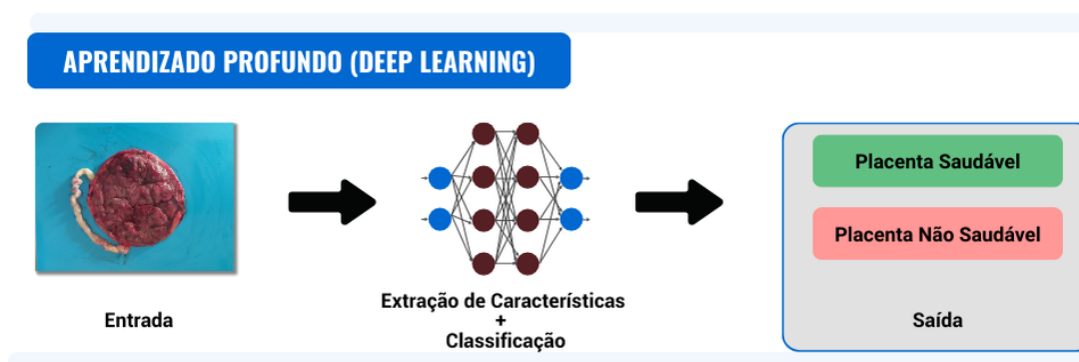 APRENDIZADO PROFUNDO (DEEP LEARNING)
Placenta Saudável
Placenta Não Saudável
Entrada
Extração de Características
+
Classificação
Saída